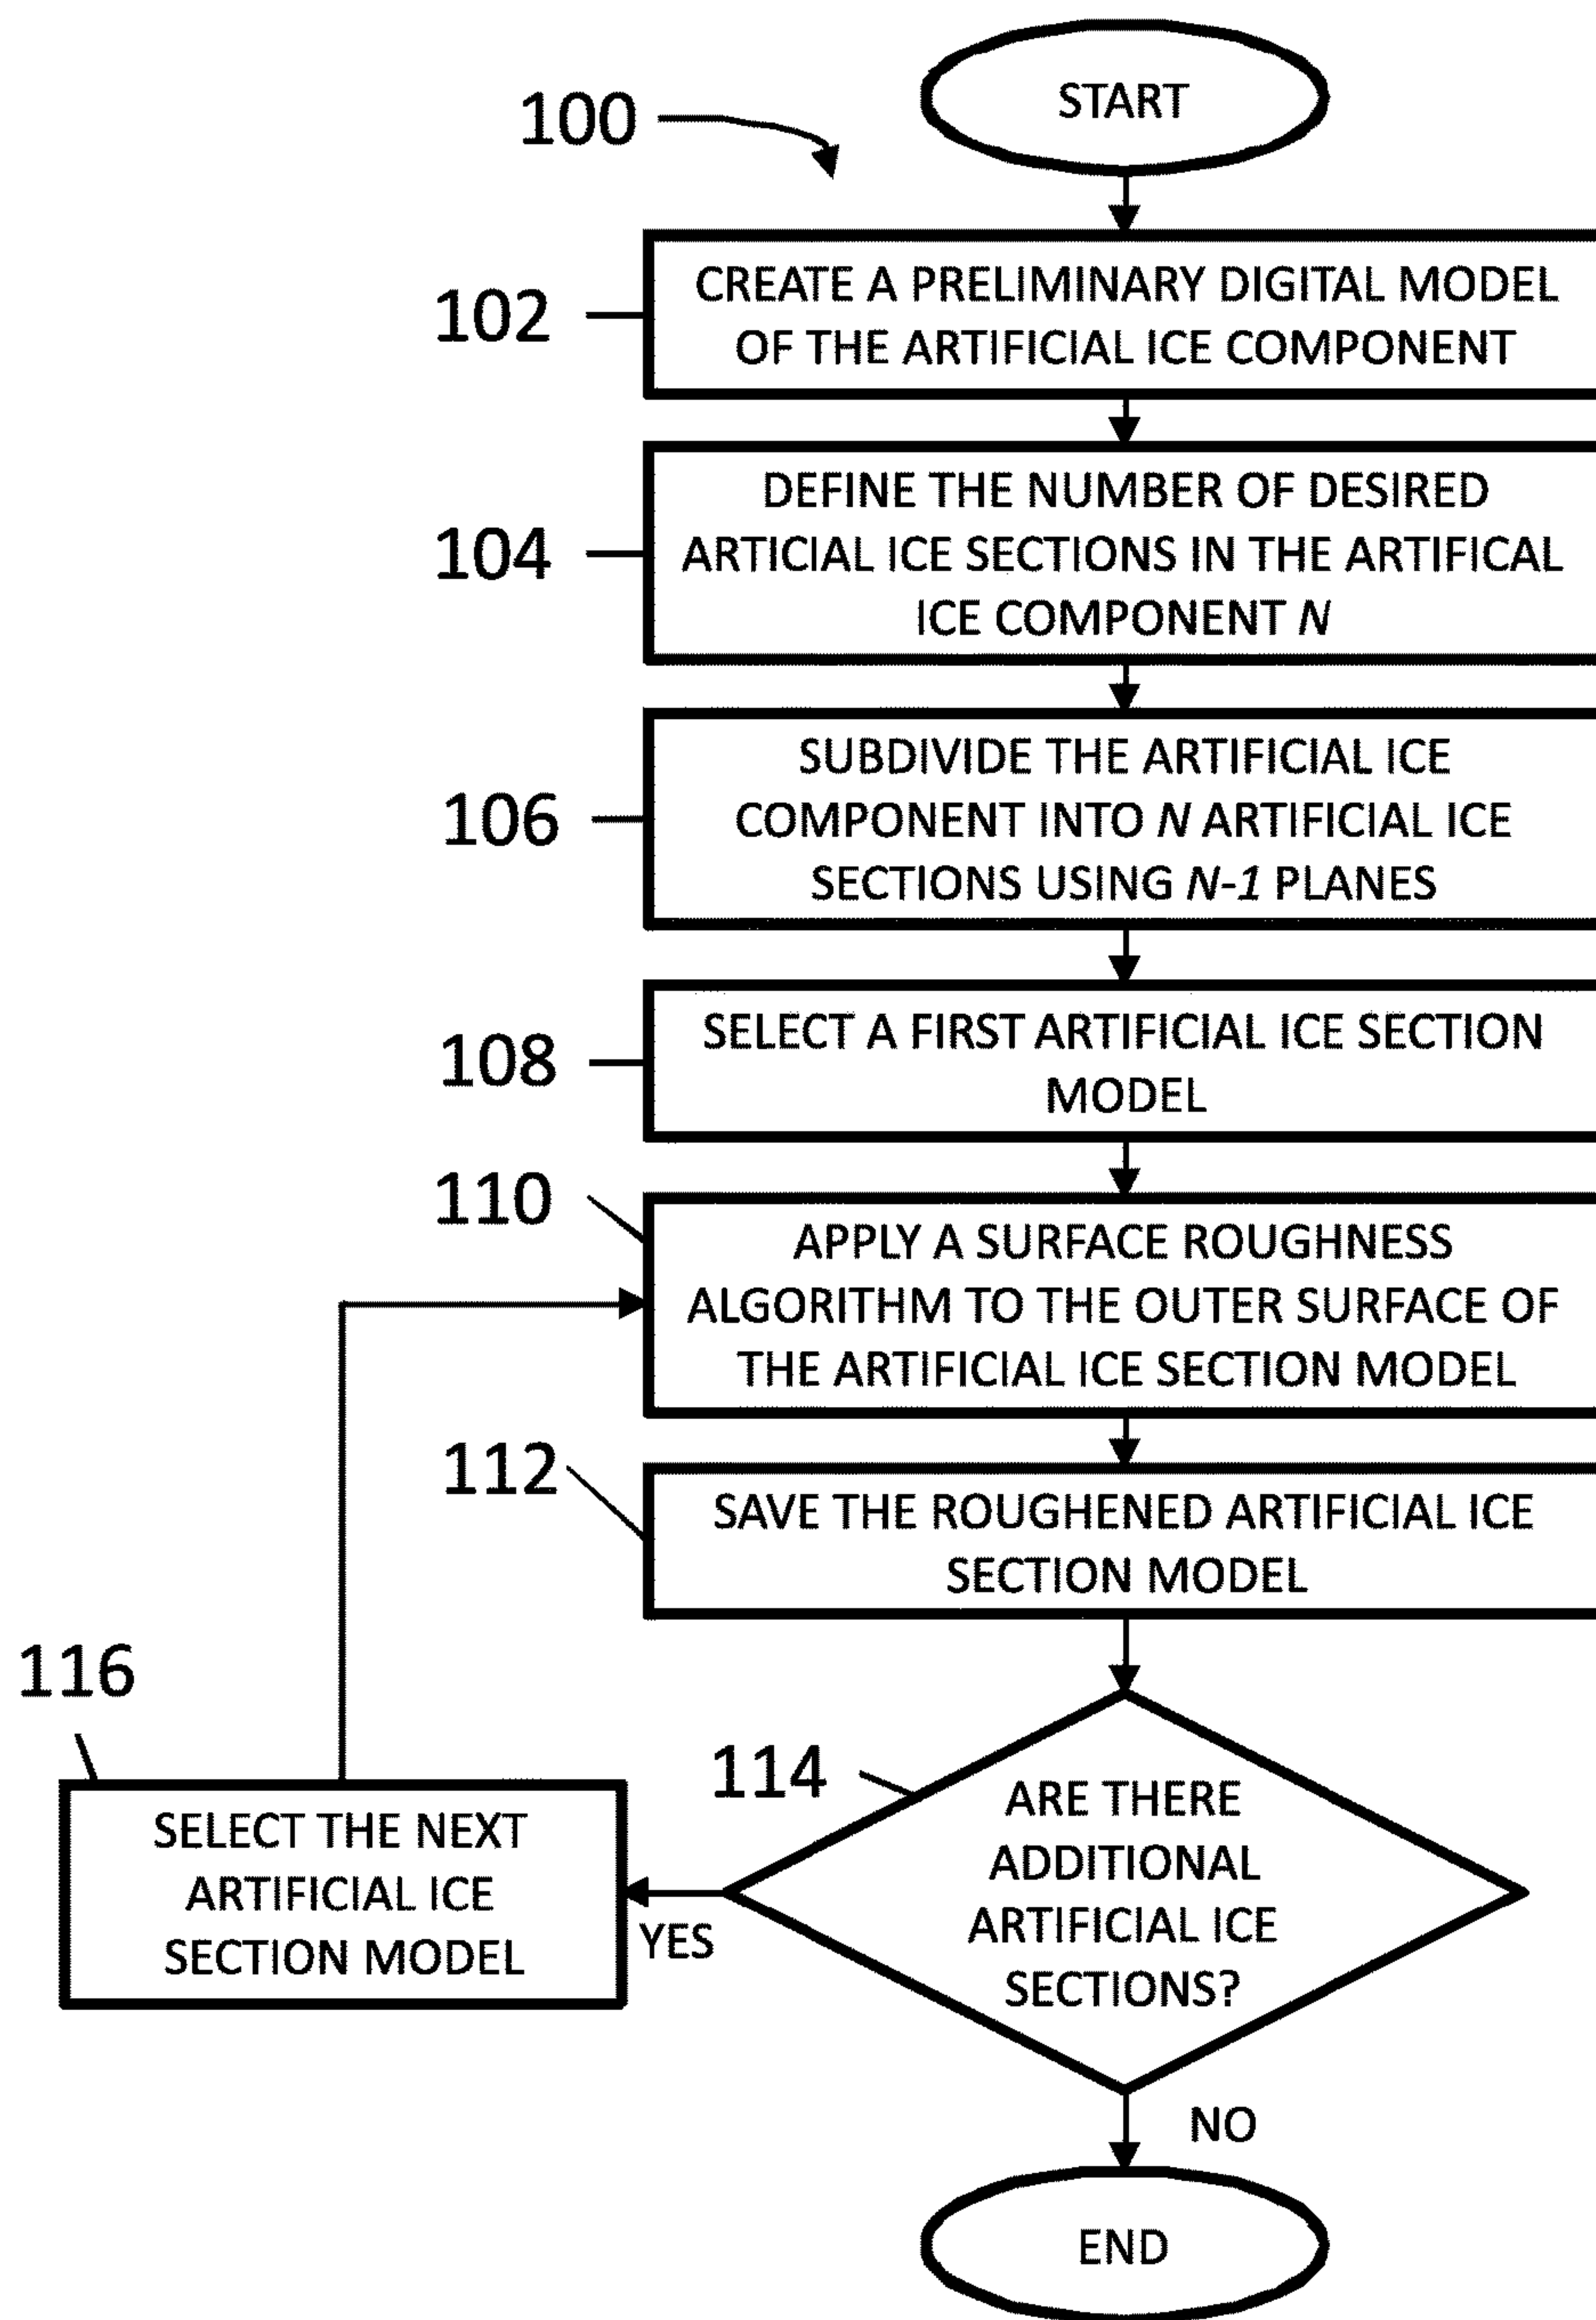 START
100
102
CREATE A PRELIMINARY DIGITAL MODEL
OF THE ARTIFICIAL ICE COMPONENT
104
DEFINE THE NUMBER OF DESIRED
ARTICIAL ICE SECTIONS IN THE ARTIFICAL
ICE COMPONENT N
106
SUBDIVIDE THE ARTIFICIAL ICE
COMPONENT INTO N ARTIFICIAL ICE
SECTIONS USING N-1 PLANES
108
SELECT A FIRST ARTIFICIAL ICE SECTION
MODEL
110
APPLY A SURFACE ROUGHNESS
ALGORITHM TO THE OUTER SURFACE OF
THE ARTIFICIAL ICE SECTION MODEL
112
SAVE THE ROUGHENED ARTIFICIAL ICE
SECTION MODEL
114
ARE THERE
ADDITIONAL
ARTIFICIAL ICE
SECTIONS?
YES
116
SELECT THE NEXT
ARTIFICIAL ICE
SECTION MODEL
NO
END